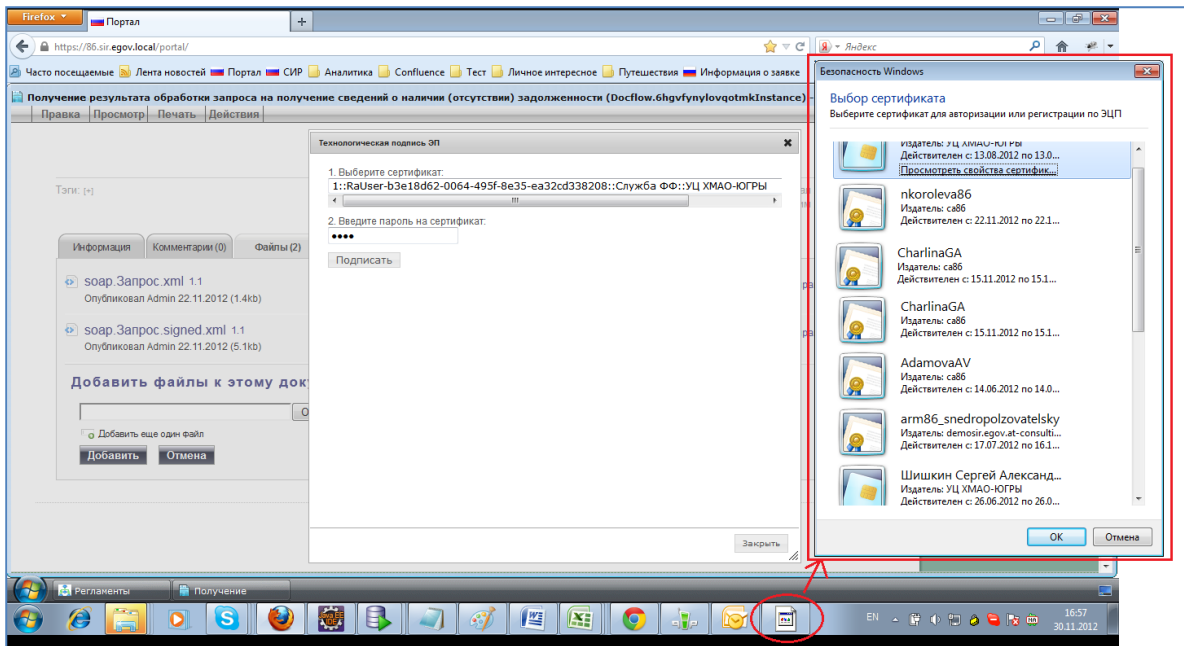 Firefox
Портал
https://86.sir.egov.local/portal/
Яндекс
Часто посещаемые Лента новостей Портал СИР Аналитика Confluence Тест Личное интересное Путешествия Информация о заявке
Получение результата обработки запроса на получение сведений о наличии (отсутствии) задолженности (Docflow.6hgvfynylovqotmkInstance) -
Правка Просмотр Печать Действия
Тэги: [+]
Информация Комментарии (0) Файлы (2)
soap.Запрос.xml 1.1
Опубликовал Admin 22.11.2012 (1.4kb)
soap.Запрос.signed.xml 1.1
Опубликовал Admin 22.11.2012 (5.1kb)
Добавить файлы к этому док
О
Добавить еще один файл
Добавить Отмена
Технологическая подпись ЭП
1. Выберите сертификат:
1::RaUser-b3e18d62-0064-495f-8e35-ea32cd338208::Служба ФФ::УЦ ХМАО-ЮГРЫ
2. Введите пароль на сертификат:
Подписать
Закрыть
Безопасность Windows
Выбор сертификата
Выберите сертификат для авторизации или регистрации по ЭЦП
Издатель: УЦ ХМАО-ЮГРЫ
Действителен с: 13.08.2012 по 13.0...
Просмотреть свойства сертифик...
nkoroleva86
Издатель: ca86
Действителен с: 22.11.2012 по 22.1...
CharlinaGA
Издатель: ca86
Действителен с: 15.11.2012 по 15.1...
CharlinaGA
Издатель: ca86
Действителен с: 15.11.2012 по 15.1...
AdamovaAV
Издатель: ca86
Действителен с: 14.06.2012 по 14.0...
arm86_snedropolzovatelsky
Издатель: demosir.egov.at-consulti...
Действителен с: 17.07.2012 по 16.1...
Шишкин Сергей Александ...
Издатель: УЦ ХМАО-ЮГРЫ
Действителен с: 26.06.2012 по 26.0...
OK Отмена
Регламенты Получение
EN
16:57
30.11.2012